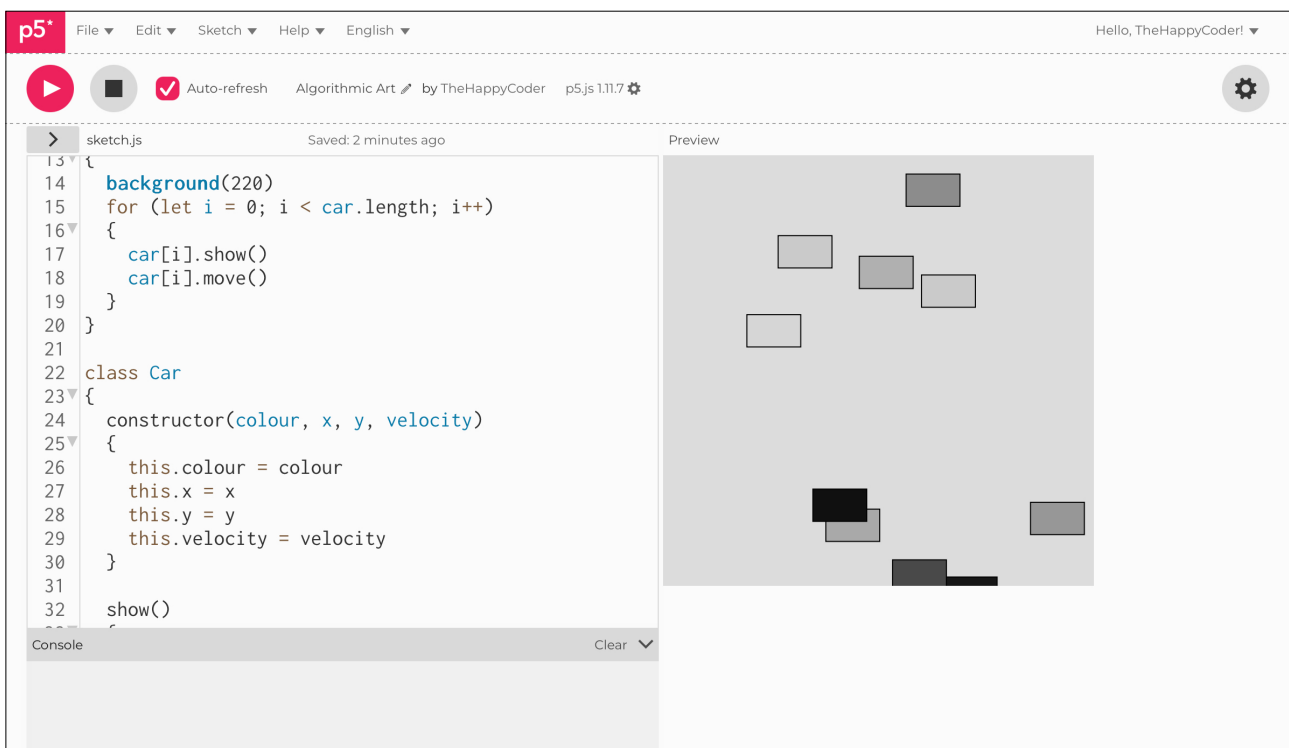 p5* File Edit Sketch Help English Hello, TheHappyCoder!
Auto-refresh Algorithmic Art by TheHappyCoder p5.js 1.11.7
sketch.js Saved: 2 minutes ago Preview
13 {
14 background(220)
15 for (let i = 0; i < car.length; i++)
16 {
17 car[i].show()
18 car[i].move()
19 }
20 }
21
22 class Car
23 {
24 constructor(colour, x, y, velocity)
25 {
26 this.colour = colour
27 this.x = x
28 this.y = y
29 this.velocity = velocity
30 }
31
32 show()
Console Clear